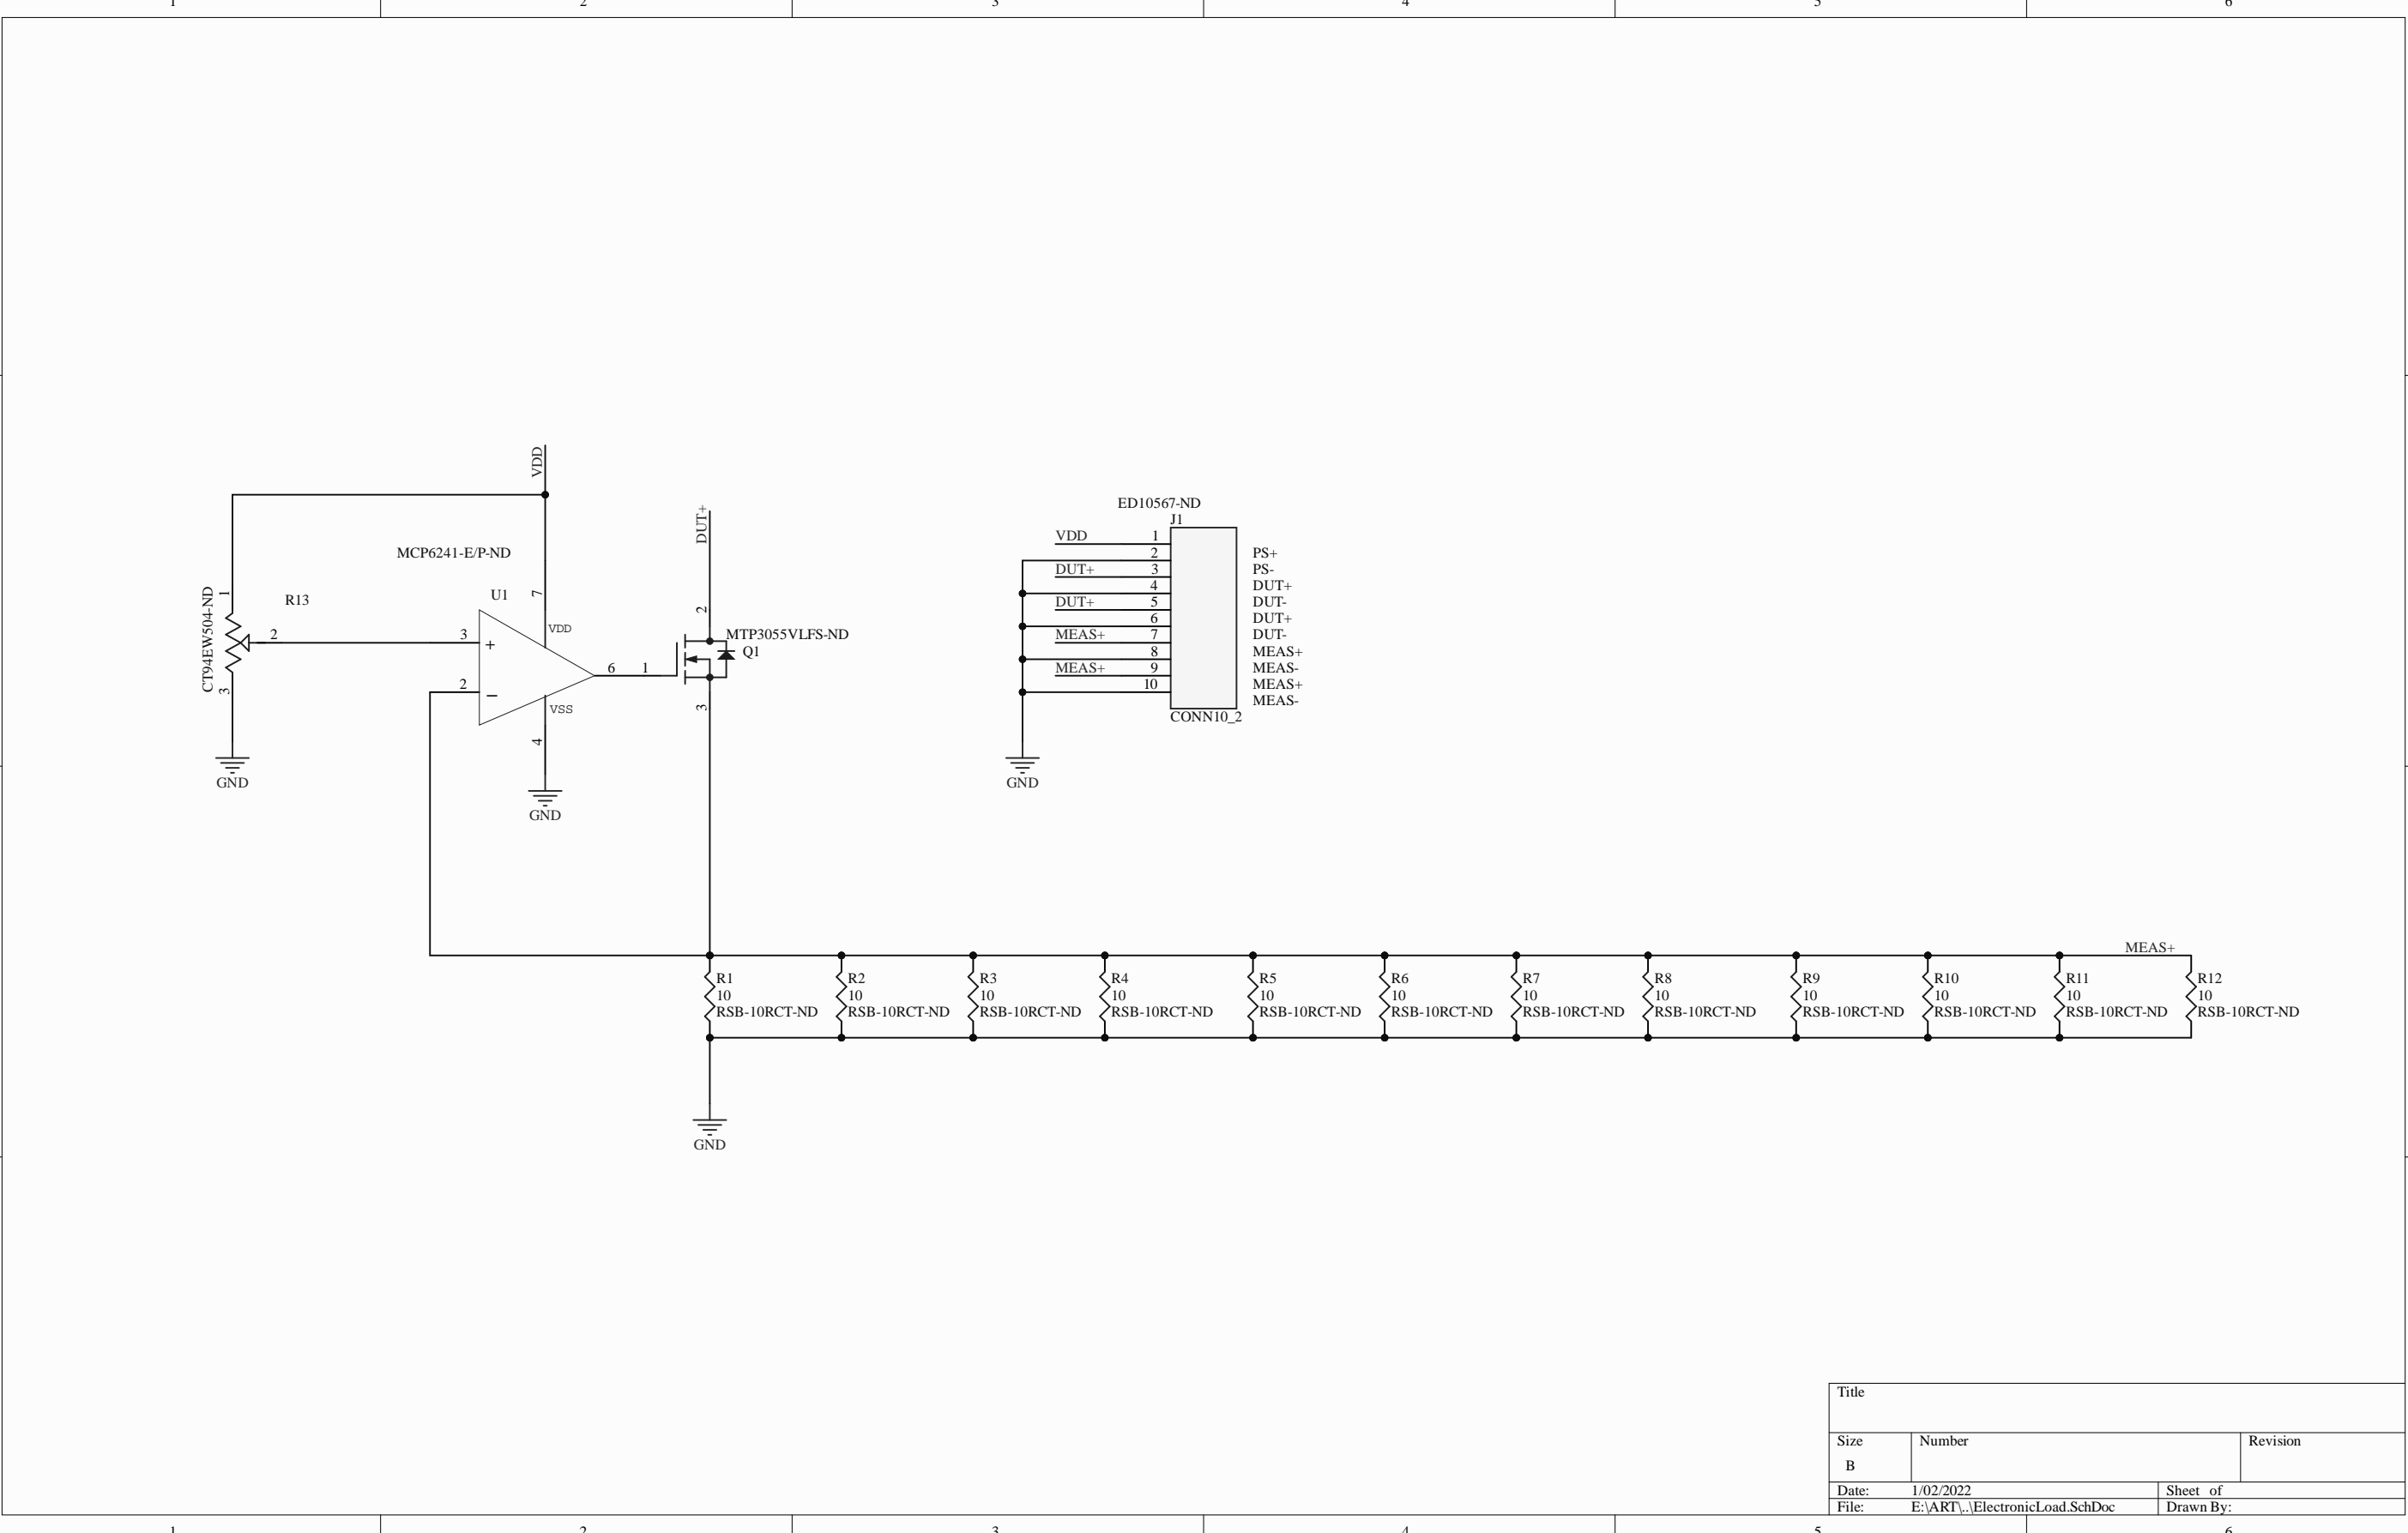 1 2 3 4 5 6
VDD
DUT+
MCP6241-E/P-ND
U1
7
VDD
CT94EW504-ND
1
R13
2
3
3
+
2
−
VSS
4
6 1
2
MTP3055VLFS-ND
Q1
3
GND
GND
ED10567-ND
J1
VDD 1
2 PS+
DUT+ 3 PS-
4 DUT+
DUT+ 5 DUT-
6 DUT+
MEAS+ 7 DUT-
8 MEAS+
MEAS+ 9 MEAS-
10 MEAS+
MEAS-
CONN10_2
GND
MEAS+
R1 R2 R3 R4 R5 R6 R7 R8 R9 R10 R11 R12
10 10 10 10 10 10 10 10 10 10 10 10
RSB-10RCT-ND RSB-10RCT-ND RSB-10RCT-ND RSB-10RCT-ND RSB-10RCT-ND RSB-10RCT-ND RSB-10RCT-ND RSB-10RCT-ND RSB-10RCT-ND RSB-10RCT-ND RSB-10RCT-ND RSB-10RCT-ND
GND
Title
Size Number Revision
B
Date: 1/02/2022 Sheet of
File: E:\ART\..\ElectronicLoad.SchDoc Drawn By:
1 2 3 4 5 6